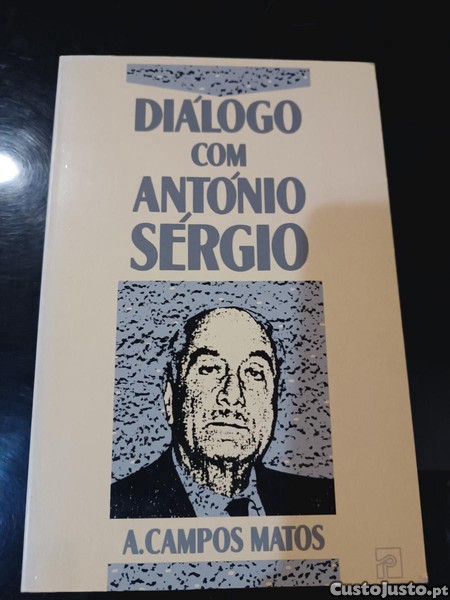 DIÁLOGO
COM
ANTÓNIO
SÉRGIO
A. CAMPOS MATOS
CustoJusto.pt